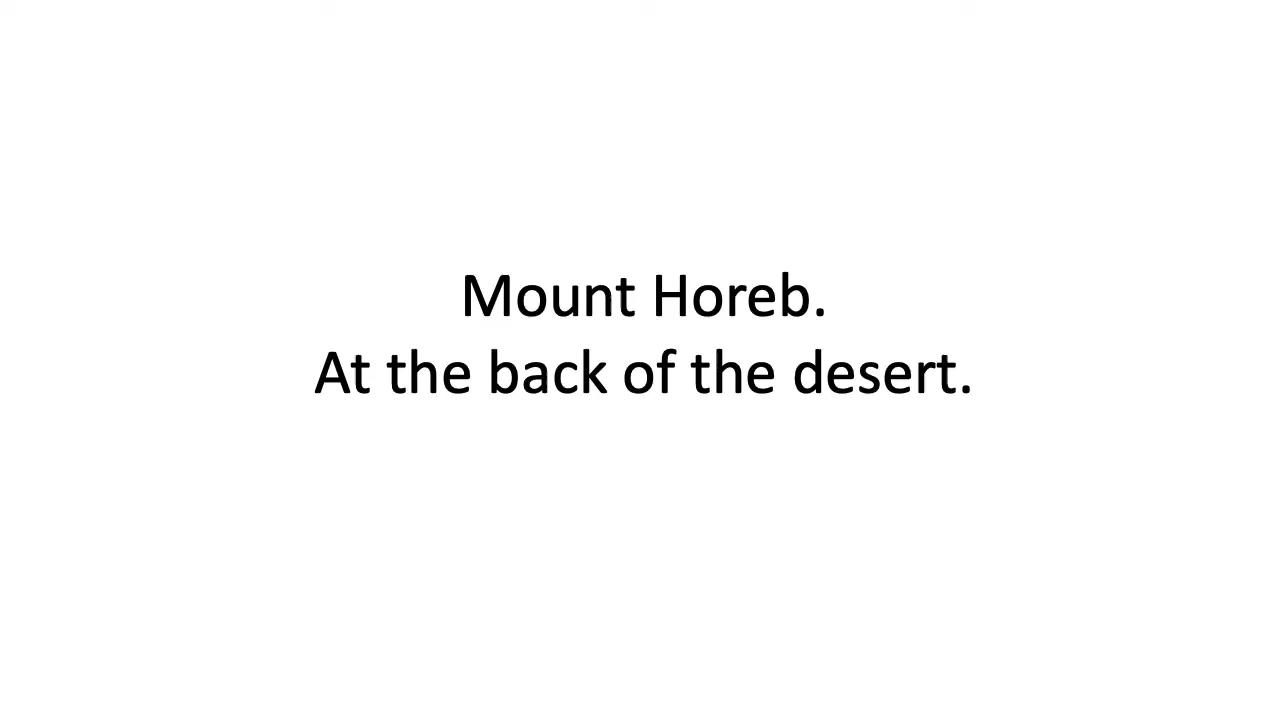 Mount Horeb.
At the back of the desert.